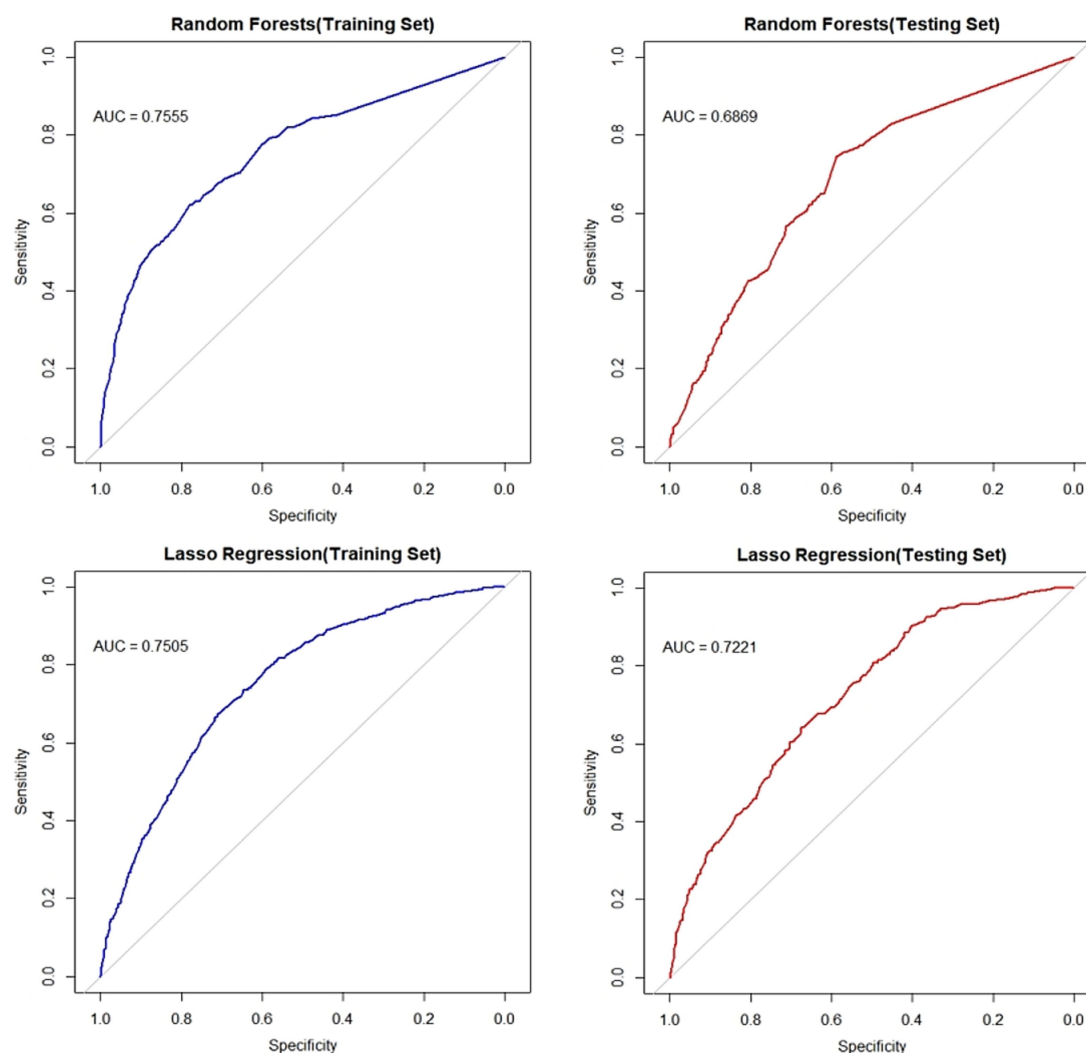 Random Forests(Training Set)
1.0
0.8
0.6
0.4
0.2
0.0
Sensitivity
AUC = 0.7555
1.0 0.8 0.6 0.4 0.2 0.0
Specificity
Random Forests(Testing Set)
1.0
0.8
0.6
0.4
0.2
0.0
Sensitivity
AUC = 0.6869
1.0 0.8 0.6 0.4 0.2 0.0
Specificity
Lasso Regression(Training Set)
1.0
0.8
0.6
0.4
0.2
0.0
Sensitivity
AUC = 0.7505
1.0 0.8 0.6 0.4 0.2 0.0
Specificity
Lasso Regression(Testing Set)
1.0
0.8
0.6
0.4
0.2
0.0
Sensitivity
AUC = 0.7221
1.0 0.8 0.6 0.4 0.2 0.0
Specificity